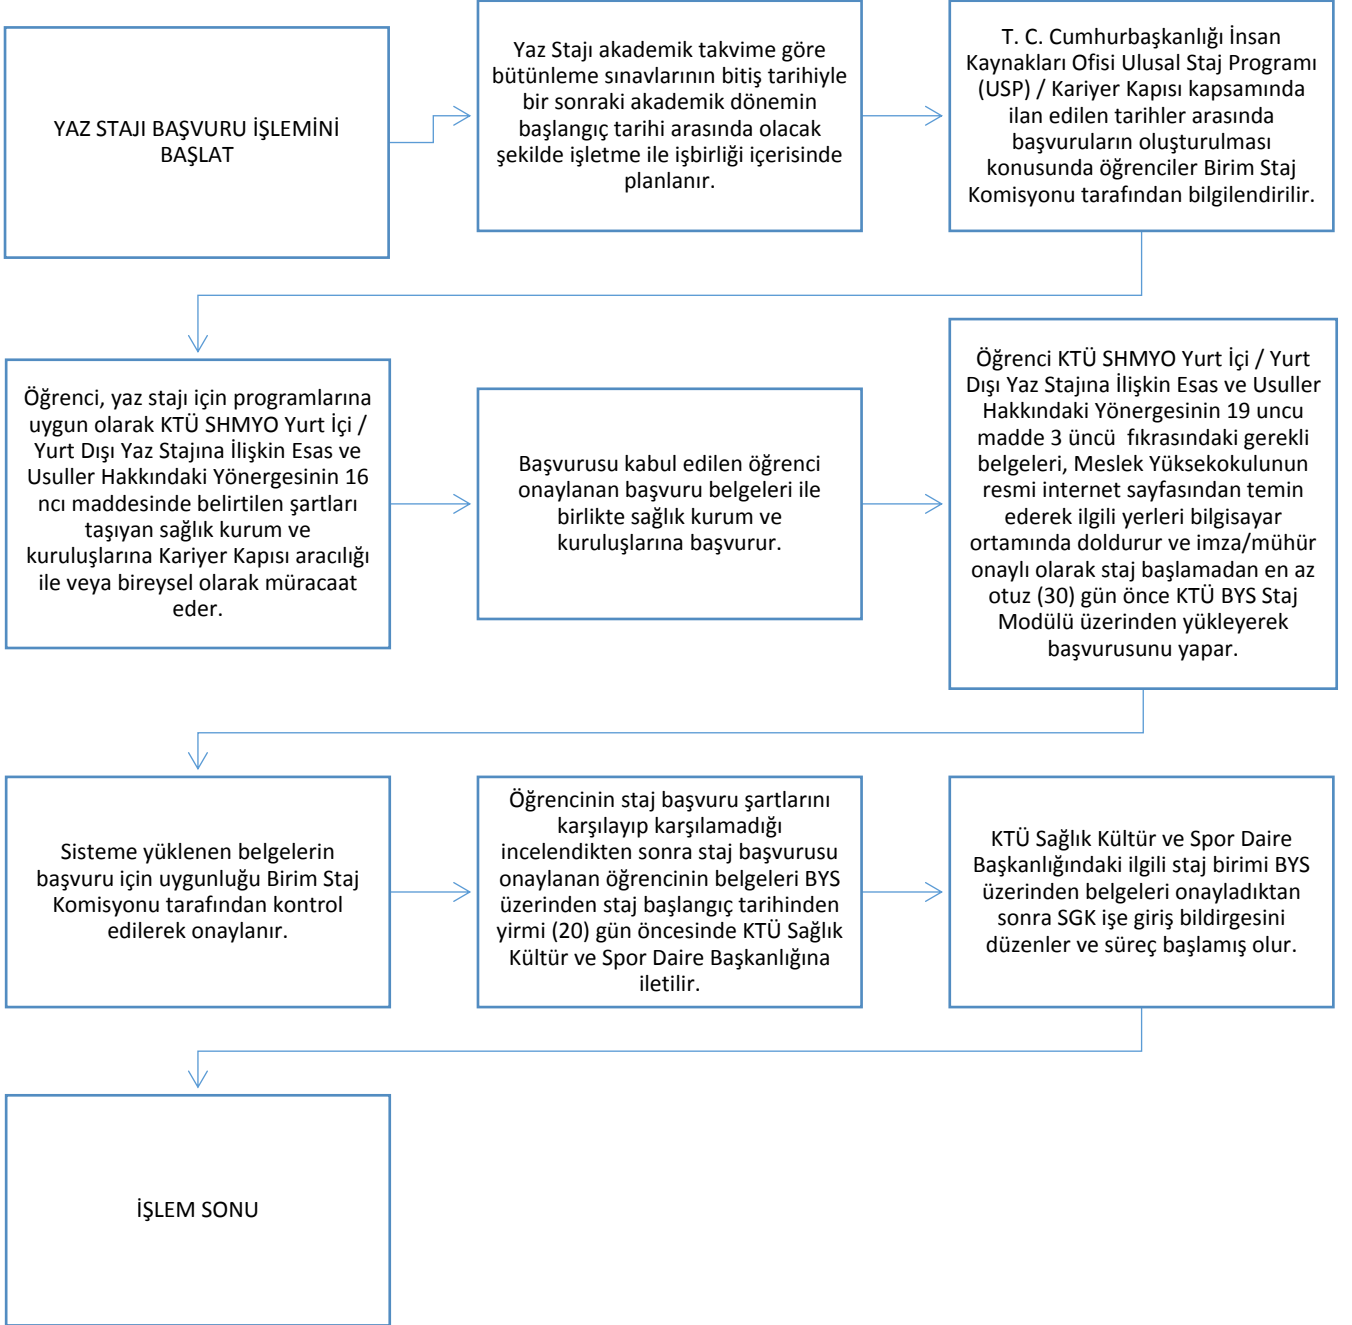 YAZ STAJI BAŞVURU İŞLEMİNİ
BAŞLAT
Yaz Stajı akademik takvime göre
bütünleme sınavlarının bitiş tarihiyle
bir sonraki akademik dönemin
başlangıç tarihi arasında olacak
şekilde işletme ile işbirliği içerisinde
planlanır.
T. C. Cumhurbaşkanlığı İnsan
Kaynakları Ofisi Ulusal Staj Programı
(USP) / Kariyer Kapısı kapsamında
ilan edilen tarihler arasında
başvuruların oluşturulması
konusunda öğrenciler Birim Staj
Komisyonu tarafından bilgilendirilir.
Öğrenci, yaz stajı için programlarına
uygun olarak KTÜ SHMYO Yurt İçi /
Yurt Dışı Yaz Stajına İlişkin Esas ve
Usuller Hakkındaki Yönergesinin 16
ncı maddesinde belirtilen şartları
taşıyan sağlık kurum ve
kuruluşlarına Kariyer Kapısı aracılığı
ile veya bireysel olarak müracaat
eder.
Başvurusu kabul edilen öğrenci
onaylanan başvuru belgeleri ile
birlikte sağlık kurum ve
kuruluşlarına başvurur.
Öğrenci KTÜ SHMYO Yurt İçi / Yurt
Dışı Yaz Stajına İlişkin Esas ve Usuller
Hakkındaki Yönergesinin 19 uncu
madde 3 üncü  fıkrasındaki gerekli
belgeleri, Meslek Yüksekokulunun
resmi internet sayfasından temin
ederek ilgili yerleri bilgisayar
ortamında doldurur ve imza/mühür
onaylı olarak staj başlamadan en az
otuz (30) gün önce KTÜ BYS Staj
Modülü üzerinden yükleyerek
başvurusunu yapar.
Sisteme yüklenen belgelerin
başvuru için uygunluğu Birim Staj
Komisyonu tarafından kontrol
edilerek onaylanır.
Öğrencinin staj başvuru şartlarını
karşılayıp karşılamadığı
incelendikten sonra staj başvurusu
onaylanan öğrencinin belgeleri BYS
üzerinden staj başlangıç tarihinden
yirmi (20) gün öncesinde KTÜ Sağlık
Kültür ve Spor Daire Başkanlığına
iletilir.
KTÜ Sağlık Kültür ve Spor Daire
Başkanlığındaki ilgili staj birimi BYS
üzerinden belgeleri onayladıktan
sonra SGK işe giriş bildirgesini
düzenler ve süreç başlamış olur.
İŞLEM SONU